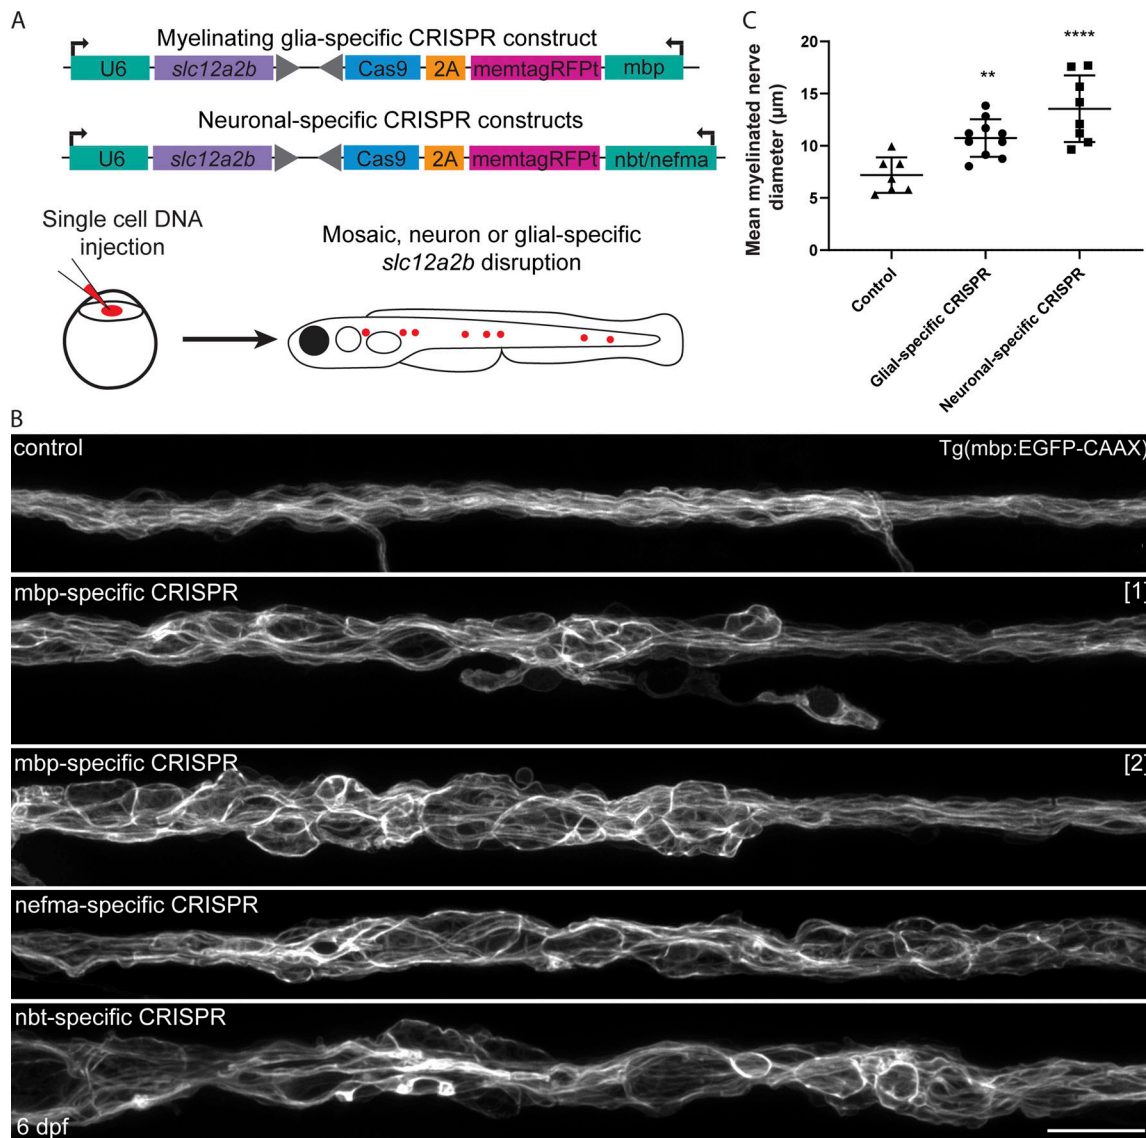 A
Myelinating glia-specific CRISPR construct
U6 slc12a2b Cas9 2A memtagRFPt mbp
Neuronal-specific CRISPR constructs
U6 slc12a2b Cas9 2A memtagRFPt nbt/nefma
Single cell DNA
injection
Mosaic, neuron or glial-specific
slc12a2b disruption
C
Mean myelinated nerve
diameter (µm)
20
15
10
5
0
**
****
Control
Glial-specific CRISPR
Neuronal-specific CRISPR
B
control Tg(mbp:EGFP-CAAX)
mbp-specific CRISPR [1]
mbp-specific CRISPR [2]
nefma-specific CRISPR
nbt-specific CRISPR
6 dpf